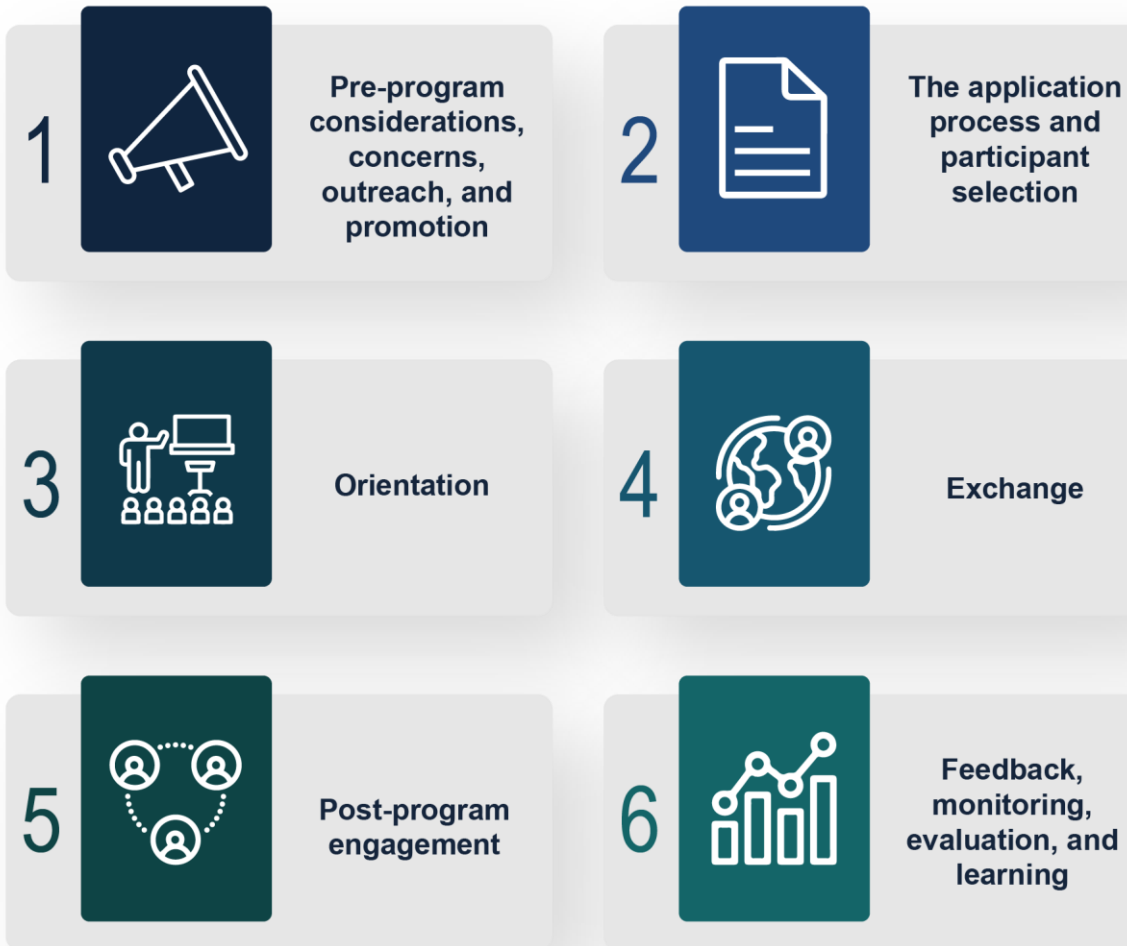 1
Pre-program
considerations,
concerns,
outreach, and
promotion
2
The application
process and
participant
selection
3
Orientation
4
Exchange
5
Post-program
engagement
6
Feedback,
monitoring,
evaluation, and
learning